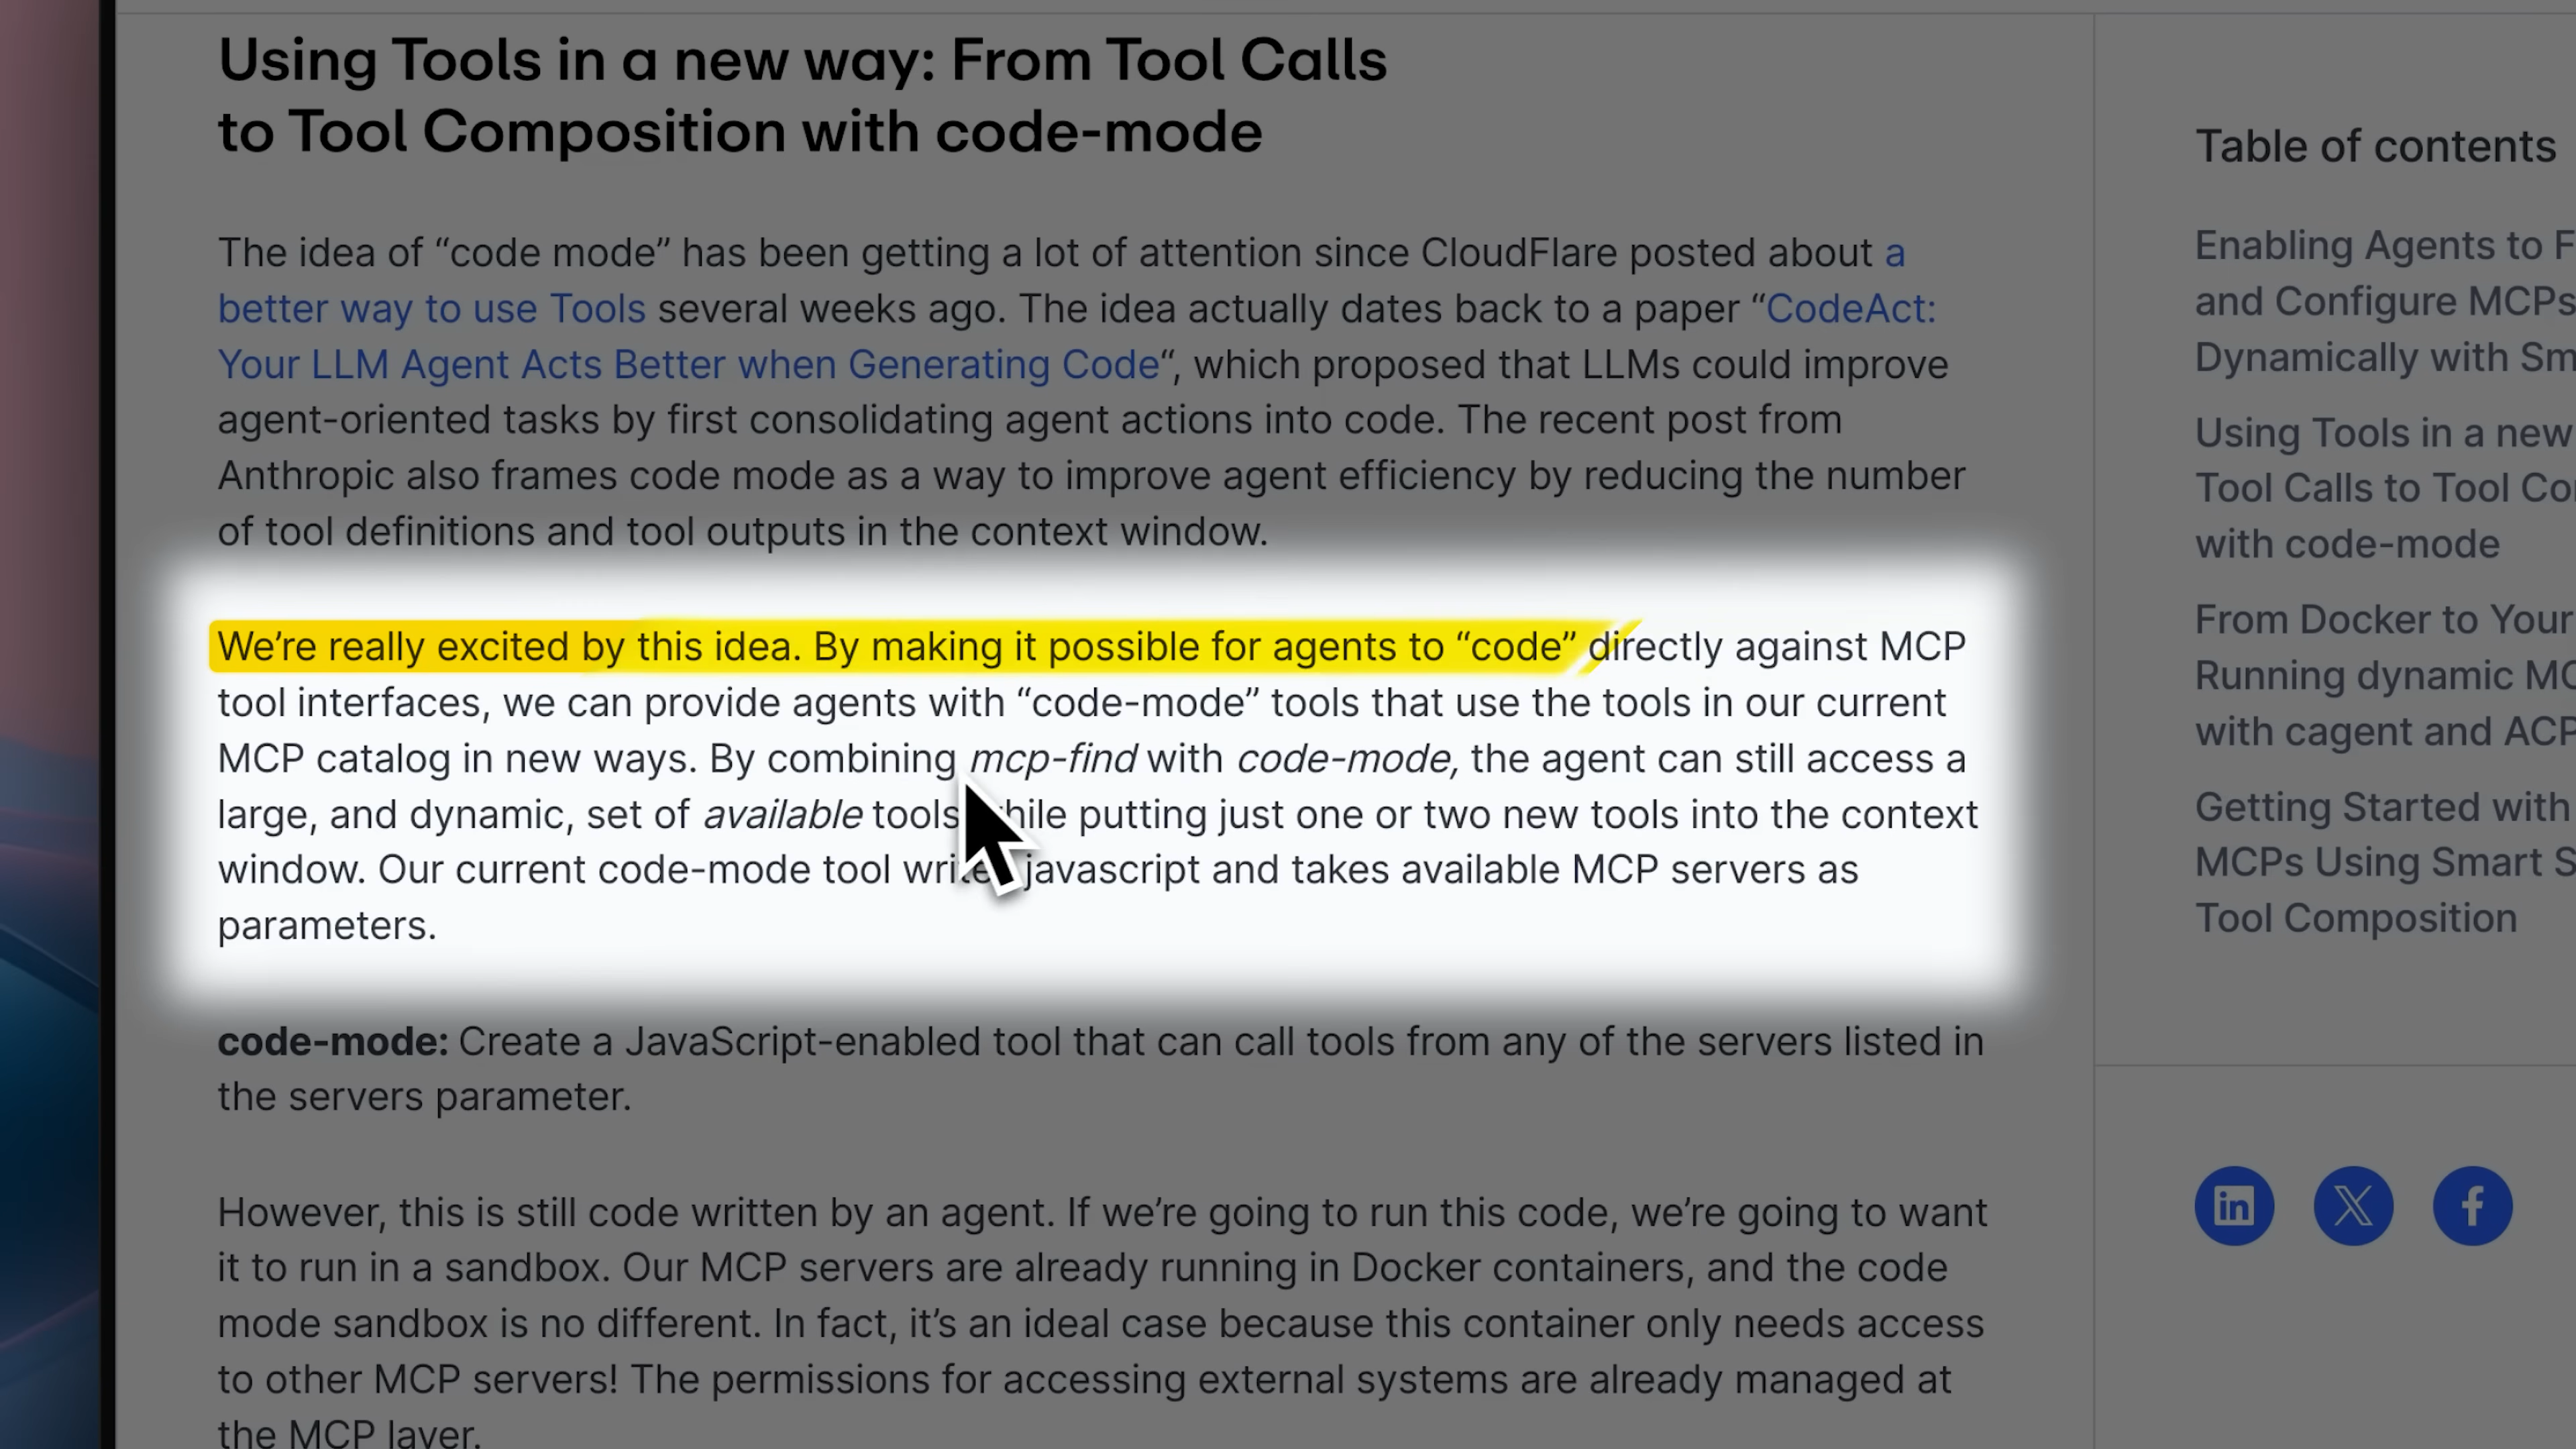 Using Tools in a new way: From Tool Calls
to Tool Composition with code-mode
The idea of “code mode” has been getting a lot of attention since CloudFlare posted about a
better way to use Tools several weeks ago. The idea actually dates back to a paper “CodeAct:
Your LLM Agent Acts Better when Generating Code“, which proposed that LLMs could improve
agent-oriented tasks by first consolidating agent actions into code. The recent post from
Anthropic also frames code mode as a way to improve agent efficiency by reducing the number
of tool definitions and tool outputs in the context window.
We’re really excited by this idea. By making it possible for agents to “code” directly against MCP
tool interfaces, we can provide agents with “code-mode” tools that use the tools in our current
MCP catalog in new ways. By combining mcp-find with code-mode, the agent can still access a
large, and dynamic, set of available tools while putting just one or two new tools into the context
window. Our current code-mode tool writes javascript and takes available MCP servers as
parameters.
code-mode: Create a JavaScript-enabled tool that can call tools from any of the servers listed in
the servers parameter.
However, this is still code written by an agent. If we’re going to run this code, we’re going to want
it to run in a sandbox. Our MCP servers are already running in Docker containers, and the code
mode sandbox is no different. In fact, it’s an ideal case because this container only needs access
to other MCP servers! The permissions for accessing external systems are already managed at
the MCP layer.
Table of contents
Enabling Agents to F
and Configure MCPs
Dynamically with Sm
Using Tools in a new
Tool Calls to Tool Co
with code-mode
From Docker to Your
Running dynamic MC
with cagent and ACP
Getting Started with
MCPs Using Smart S
Tool Composition
in
X
f